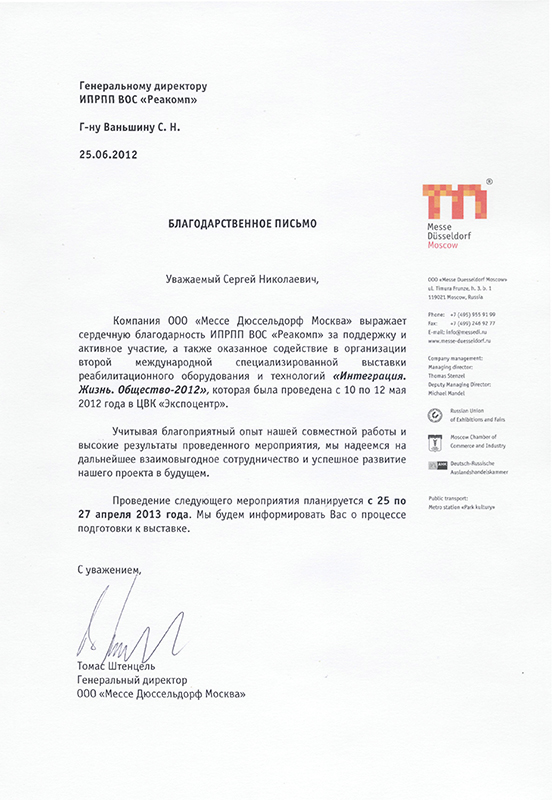 Генеральному директору
ИПРПП ВОС «Реакомп»
Г-ну Ваньшину С. Н.
25.06.2012
Messe
Düsseldorf
Moscow
®
БЛАГОДАРСТВЕННОЕ ПИСЬМО
Уважаемый Сергей Николаевич,
Компания ООО «Мессе Дюссельдорф Москва» выражает
сердечную благодарность ИПРПП ВОС «Реакомп» за поддержку и
активное участие, а также оказанное содействие в организации
второй международной специализированной выставки
реабилитационного оборудования и технологий «Интеграция.
Жизнь. Общество-2012», которая была проведена с 10 по 12 мая
2012 года в ЦВК «Экспоцентр».
Учитывая благоприятный опыт нашей совместной работы и
высокие результаты проведенного мероприятия, мы надеемся на
дальнейшее взаимовыгодное сотрудничество и успешное развитие
нашего проекта в будущем.
Проведение следующего мероприятия планируется с 25 по
27 апреля 2013 года. Мы будем информировать Вас о процессе
подготовки к выставке.
С уважением,
Томас Штенцель
Генеральный директор
ООО «Мессе Дюссельдорф Москва»
ООО «Messe Duesseldorf Moscow»
ul. Timura Frunze, h. 3, b. 1
119021 Moscow, Russia
Phone: +7 (495) 955 91 99
Fax: +7 (495) 246 92 77
E-mail: info@messedi.ru
www.messe-duesseldorf.ru
Company management:
Managing director:
Thomas Stenzel
Deputy Managing Director:
Michael Mandel
Russian Union
of Exhibitions and Fairs
Moscow Chamber of
Commerce and Industry
AHK
Deutsch-Russische
Auslandshandelskammer
Public transport:
Metro station «Park kultury»